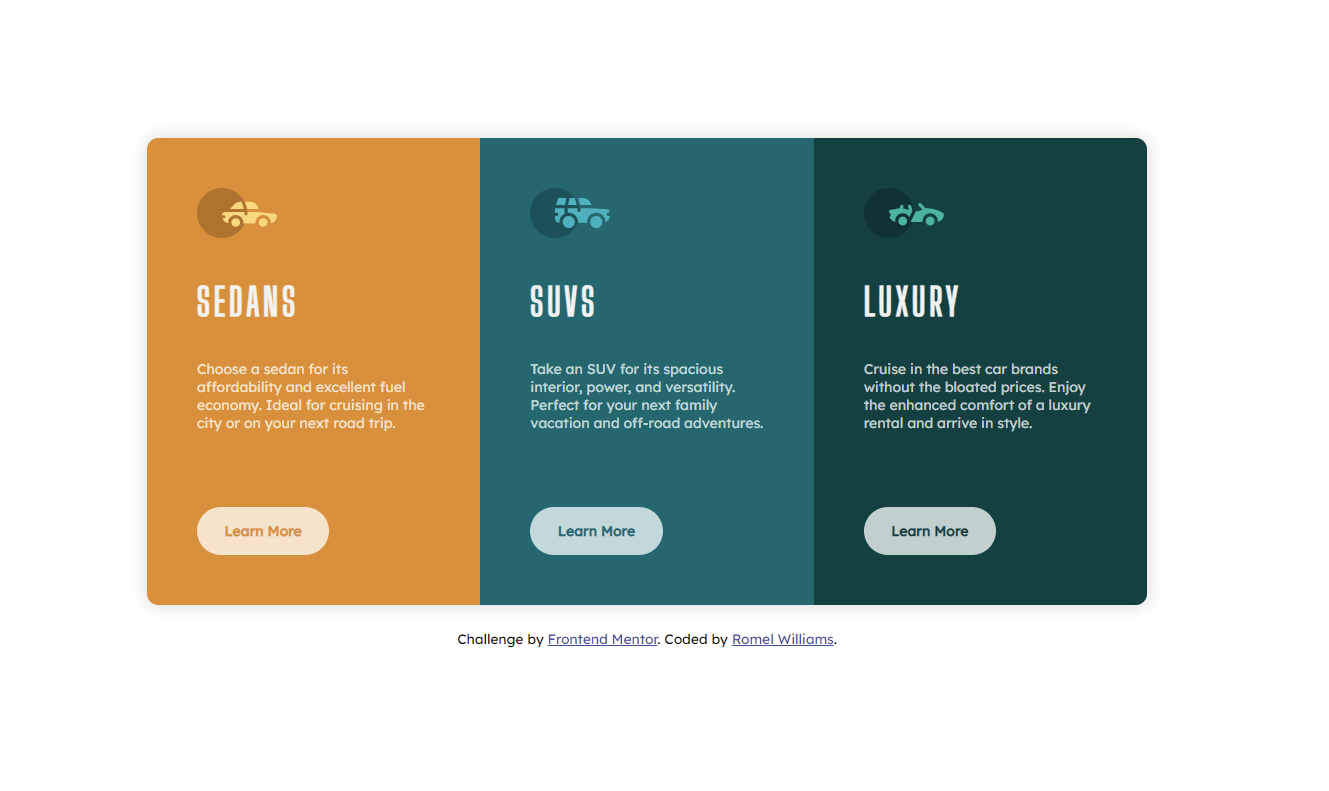 SEDANS
Choose a sedan for its
affordability and excellent fuel
economy. Ideal for cruising in the
city or on your next road trip.
Learn More
SUVS
Take an SUV for its spacious
interior, power, and versatility.
Perfect for your next family
vacation and off-road adventures.
Learn More
LUXURY
Cruise in the best car brands
without the bloated prices. Enjoy
the enhanced comfort of a luxury
rental and arrive in style.
Learn More
Challenge by Frontend Mentor. Coded by Romel Williams.